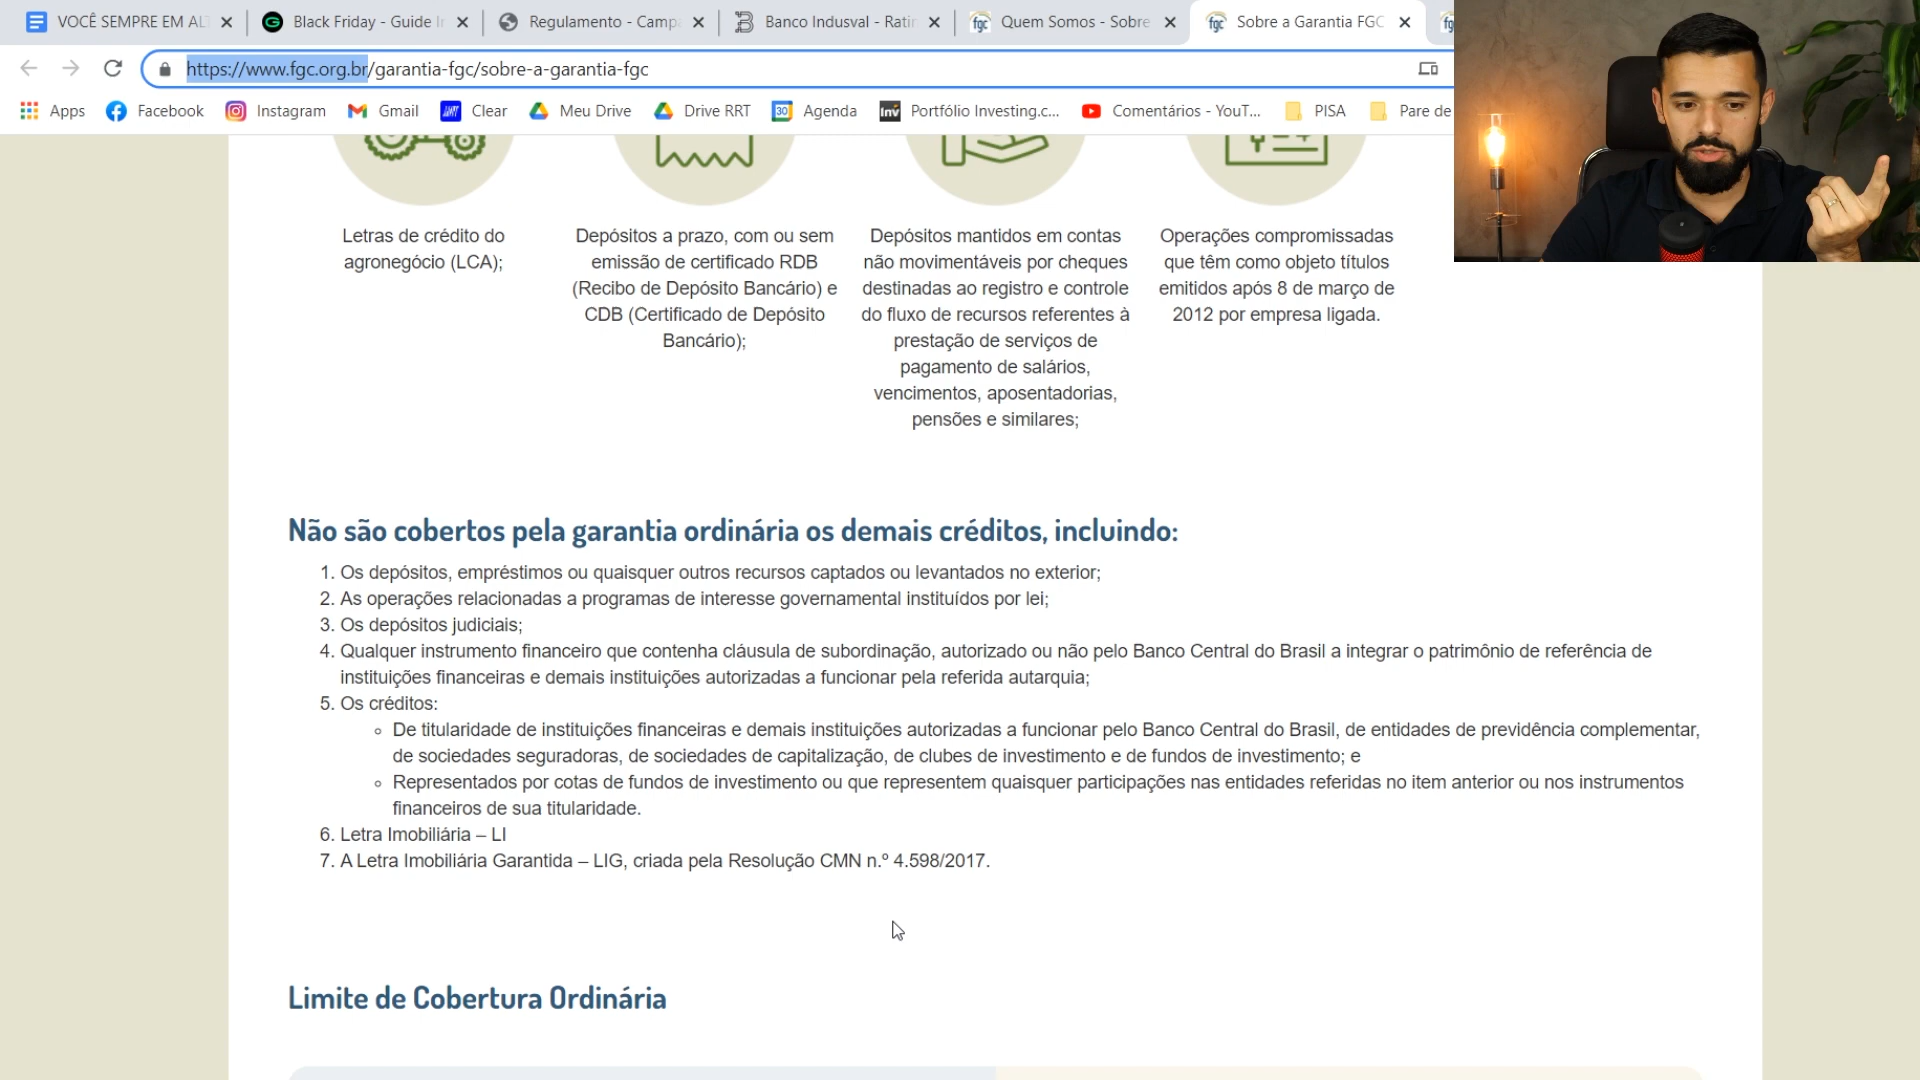 VOCÊ SEMPRE EM AL
Black Friday - Guide I
Regulamento - Camp
Banco Indusval - Ratin
Quem Somos - Sobre
Sobre a Garantia FGC
https://www.fgc.org.br/garantia-fgc/sobre-a-garantia-fgc
Apps
Facebook
Instagram
Gmail
Clear
Meu Drive
Drive RRT
30
Agenda
Inv
Portfólio Investing.c...
Comentários - YouT...
PISA
Pare de
Letras de crédito do
agronegócio (LCA);
Depósitos a prazo, com ou sem
emissão de certificado RDB
(Recibo de Depósito Bancário) e
CDB (Certificado de Depósito
Bancário);
Depósitos mantidos em contas
não movimentáveis por cheques
destinadas ao registro e controle
do fluxo de recursos referentes à
prestação de serviços de
pagamento de salários,
vencimentos, aposentadorias,
pensões e similares;
Operações compromissadas
que têm como objeto títulos
emitidos após 8 de março de
2012 por empresa ligada.
Não são cobertos pela garantia ordinária os demais créditos, incluindo:
1. Os depósitos, empréstimos ou quaisquer outros recursos captados ou levantados no exterior;
2. As operações relacionadas a programas de interesse governamental instituídos por lei;
3. Os depósitos judiciais;
4. Qualquer instrumento financeiro que contenha cláusula de subordinação, autorizado ou não pelo Banco Central do Brasil a integrar o patrimônio de referência de
instituições financeiras e demais instituições autorizadas a funcionar pela referida autarquia;
5. Os créditos:
De titularidade de instituições financeiras e demais instituições autorizadas a funcionar pelo Banco Central do Brasil, de entidades de previdência complementar,
de sociedades seguradoras, de sociedades de capitalização, de clubes de investimento e de fundos de investimento; e
Representados por cotas de fundos de investimento ou que representem quaisquer participações nas entidades referidas no item anterior ou nos instrumentos
financeiros de sua titularidade.
6. Letra Imobiliária – LI
7. A Letra Imobiliária Garantida – LIG, criada pela Resolução CMN n.º 4.598/2017.
Limite de Cobertura Ordinária